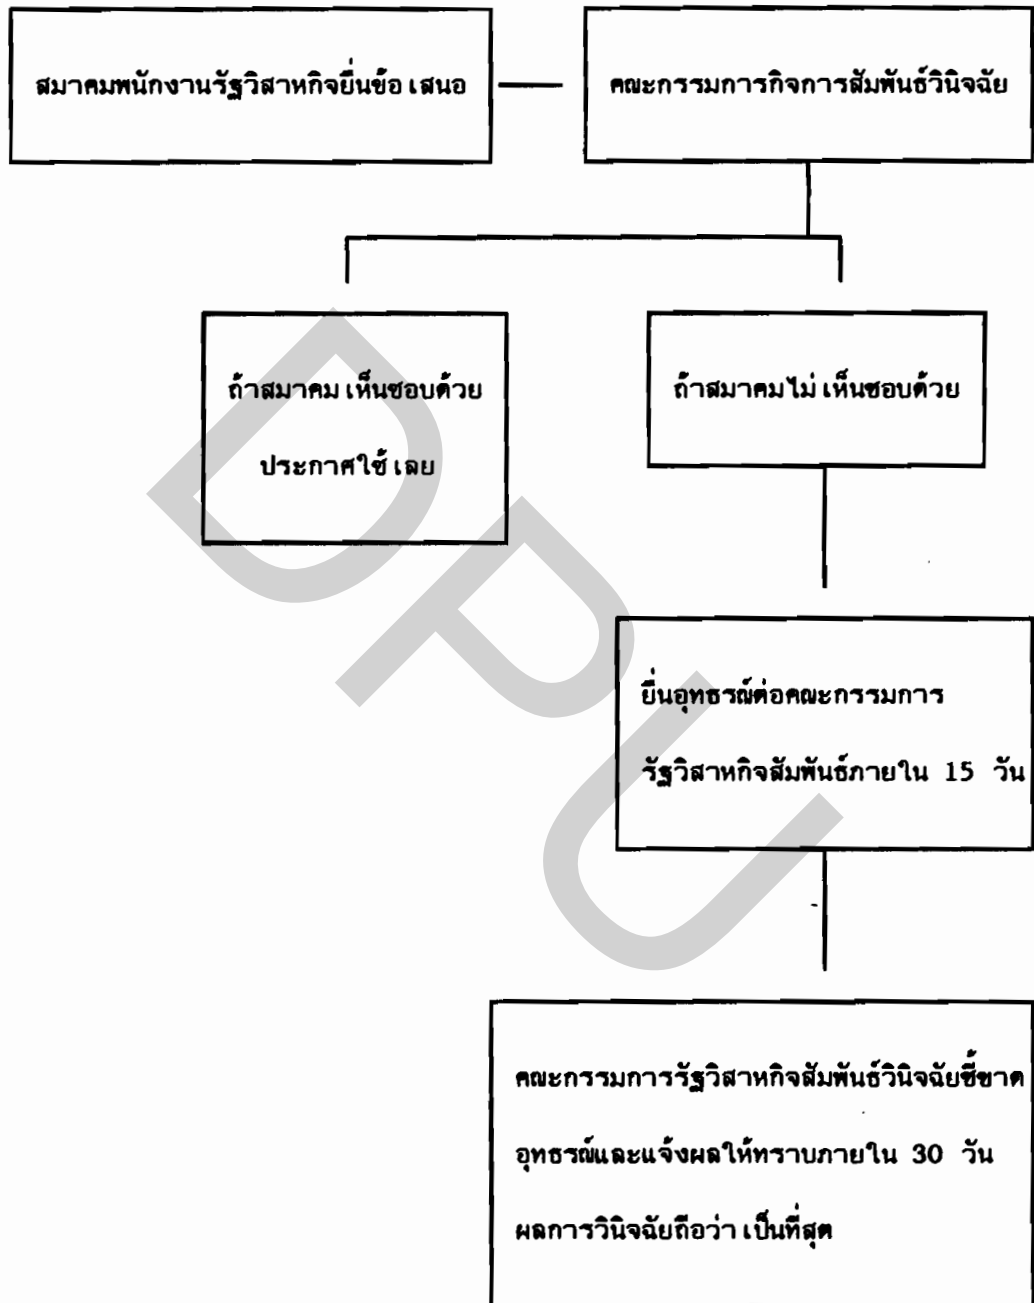 สมาคมพนักงานรัฐวิสาหกิจยื่นข้อเสนอ
คณะกรรมการกิจการสัมพันธ์วินิจฉัย
ถ้าสมาคมเห็นชอบด้วย
ประกาศใช้เลย
ถ้าสมาคมไม่เห็นชอบด้วย
ยื่นอุทธรณ์ต่อคณะกรรมการ
รัฐวิสาหกิจสัมพันธ์ภายใน 15 วัน
คณะกรรมการรัฐวิสาหกิจสัมพันธ์วินิจฉัยชี้ขาด
อุทธรณ์และแจ้งผลให้ทราบภายใน 30 วัน
ผลการวินิจฉัยถือว่าเป็นที่สุด
DPU